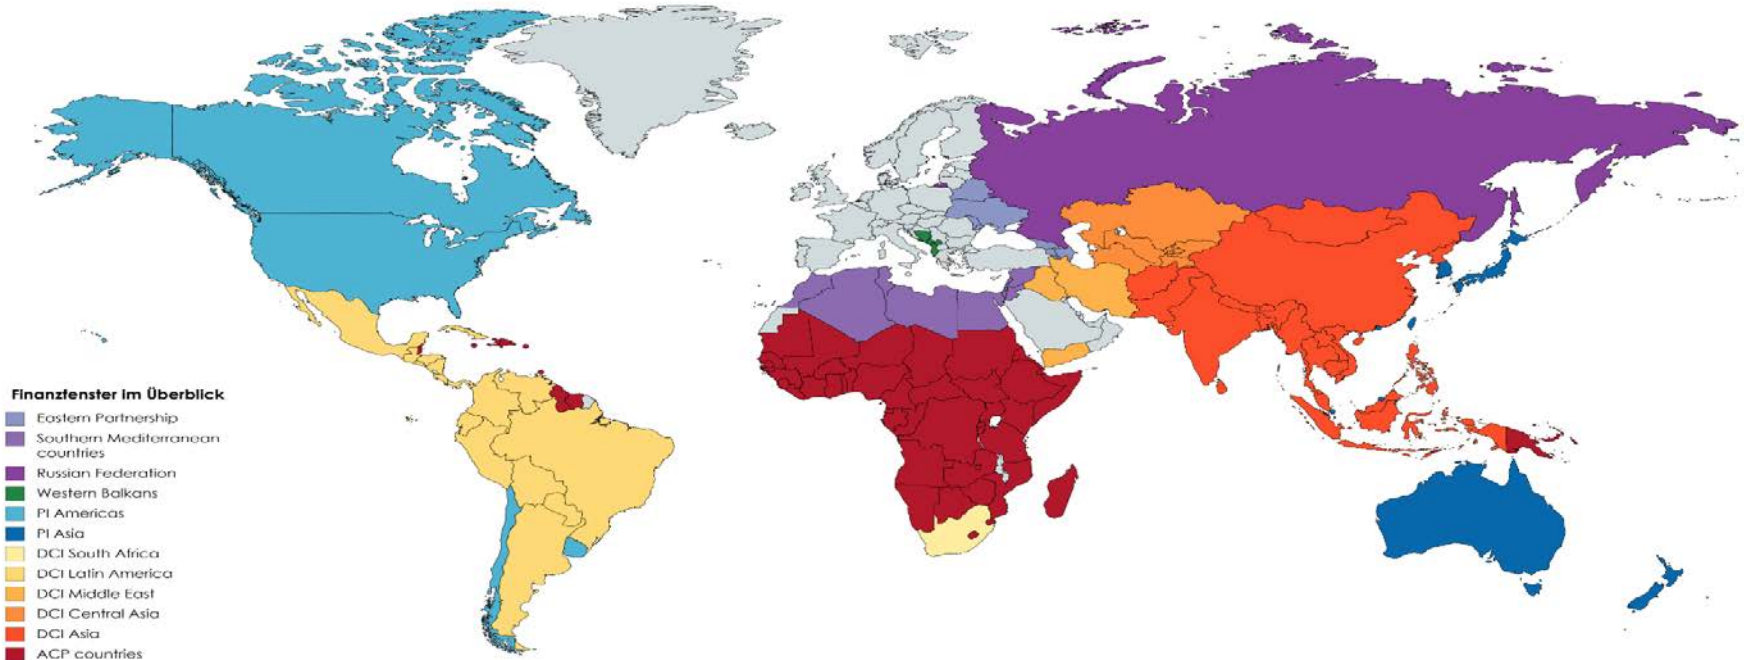 Finanzfenster im Überblick
Eastern Partnership
Southern Mediterranean
countries
Russian Federation
Western Balkans
PI Americas
PI Asia
DCI South Africa
DCI Latin America
DCI Middle East
DCI Central Asia
DCI Asia
ACP countries